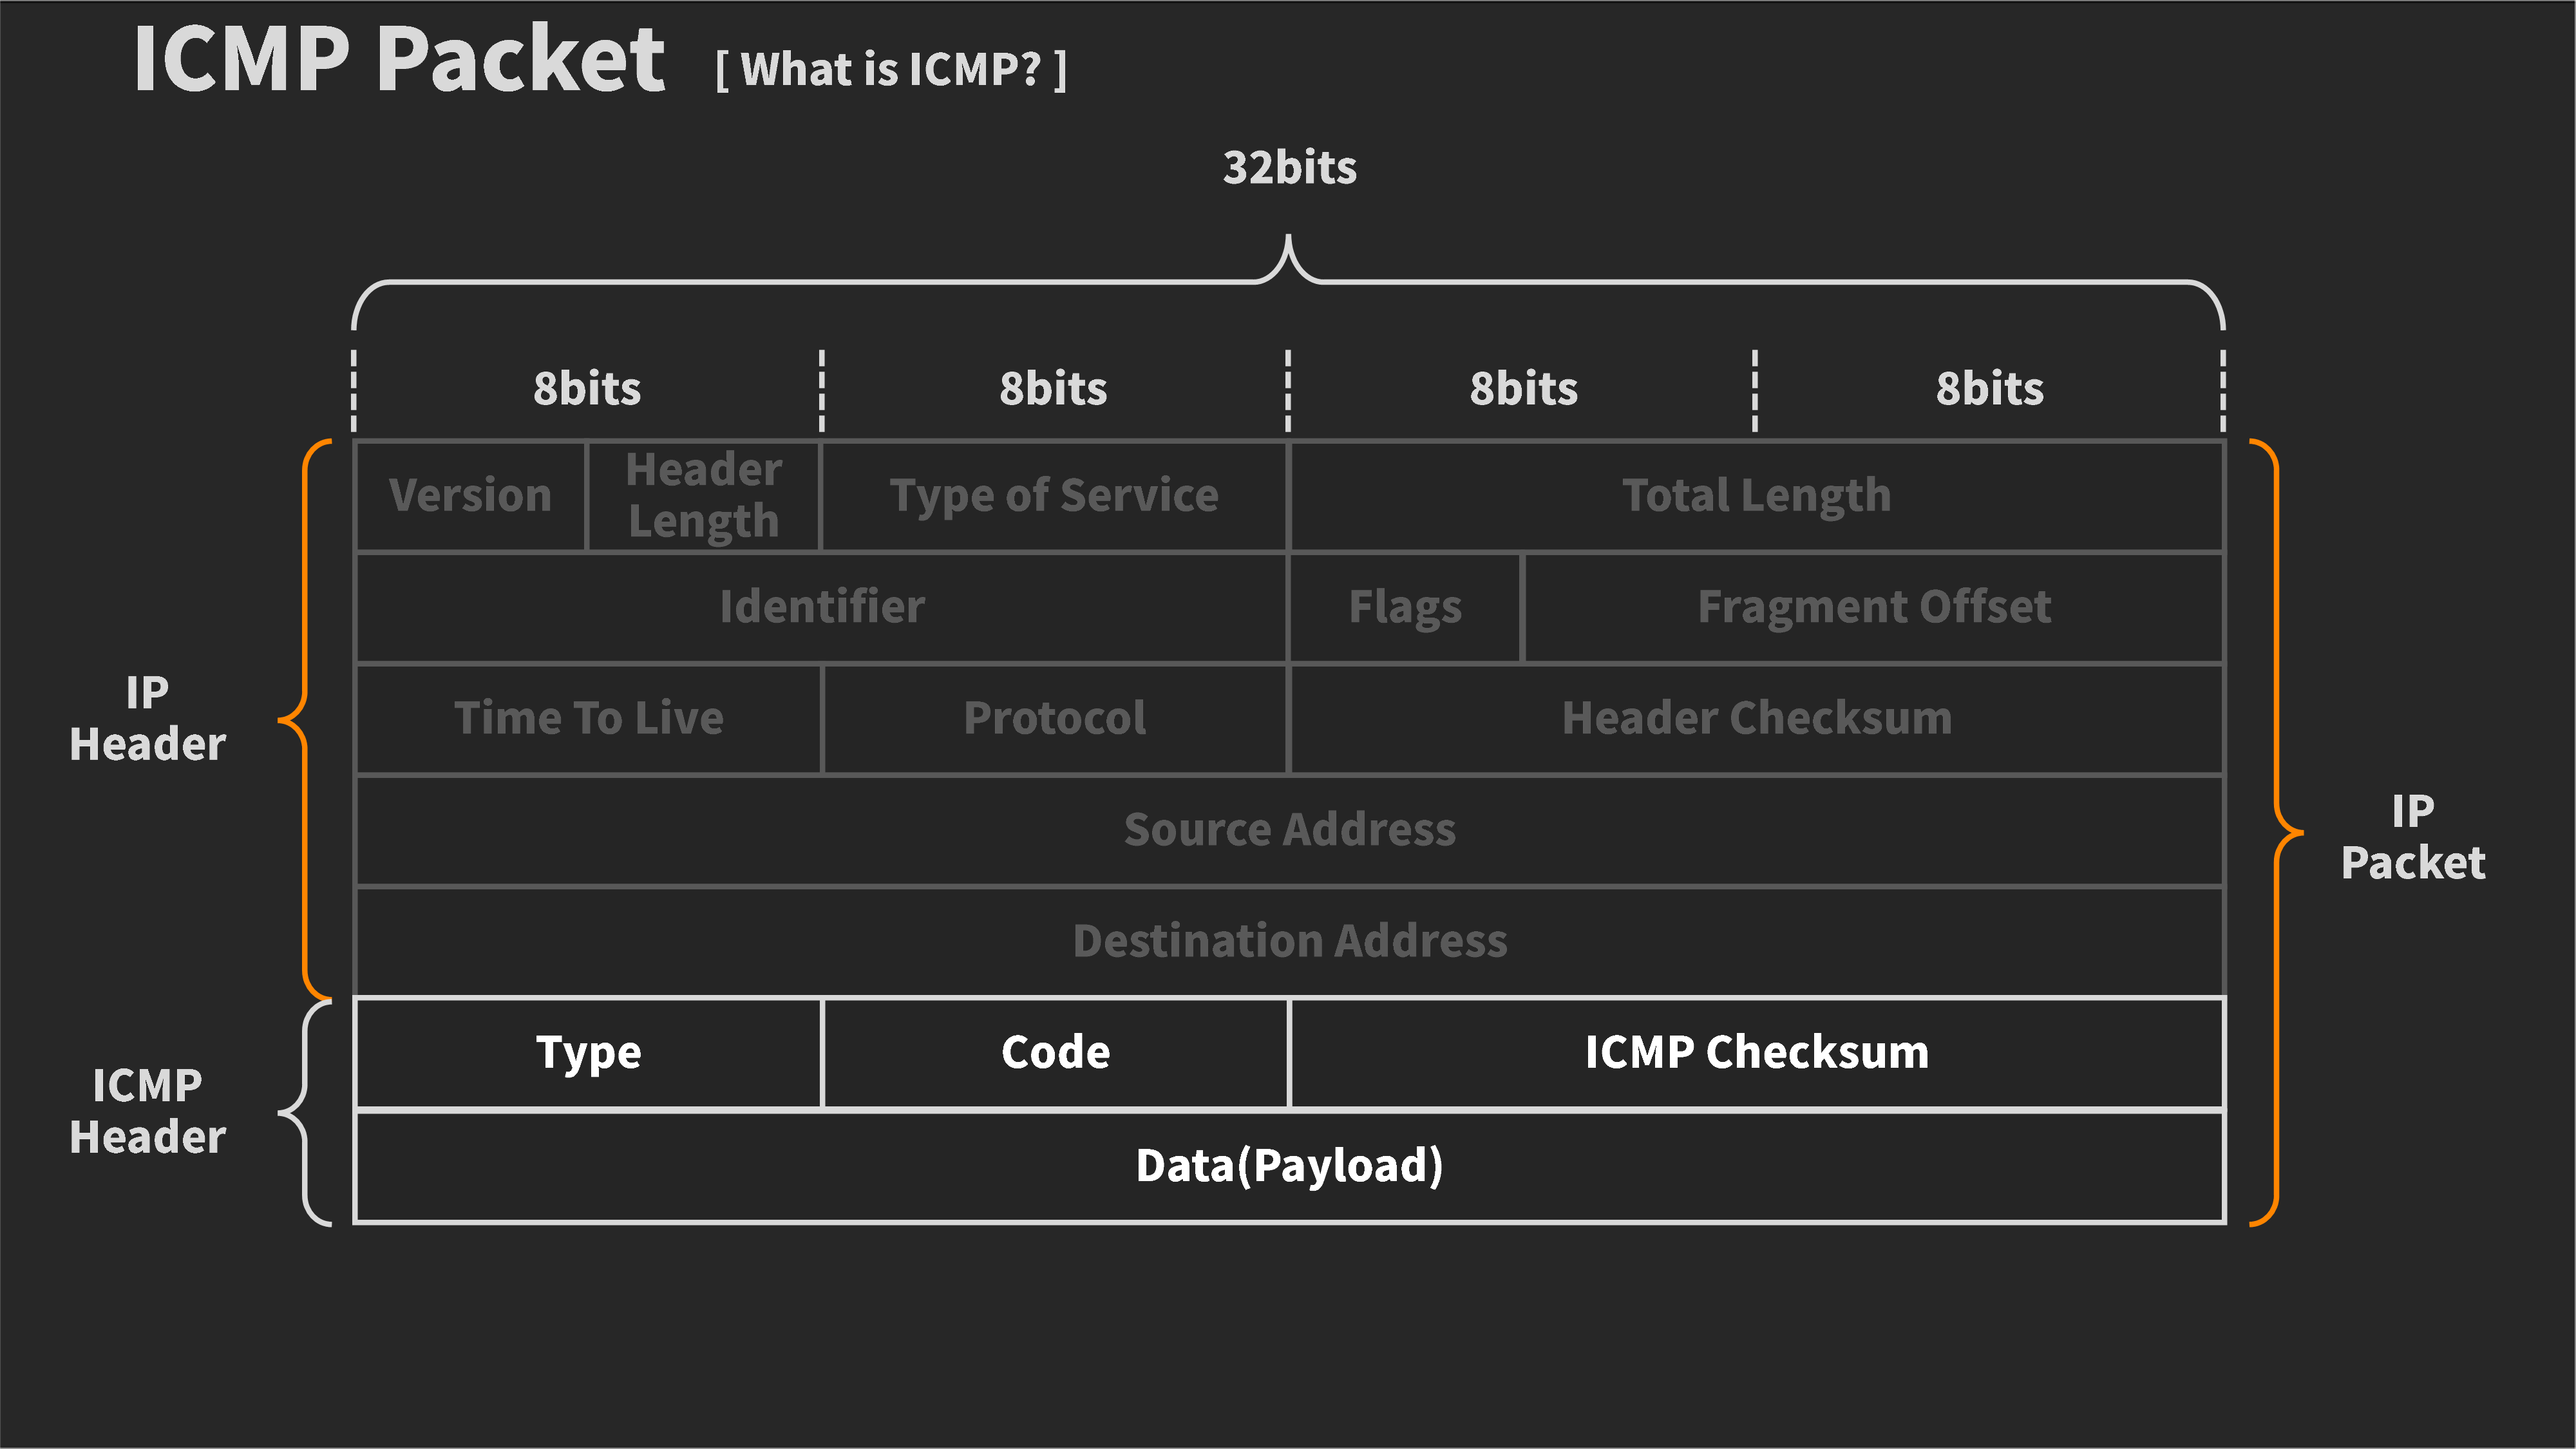 ICMP Packet [ What is ICMP? ]
32bits
8bits 8bits 8bits 8bits
Version Header Length Type of Service Total Length
Identifier Flags Fragment Offset
Time To Live Protocol Header Checksum
Source Address
Destination Address
Type Code ICMP Checksum
Data(Payload)
IP
Header
ICMP
Header
IP
Packet